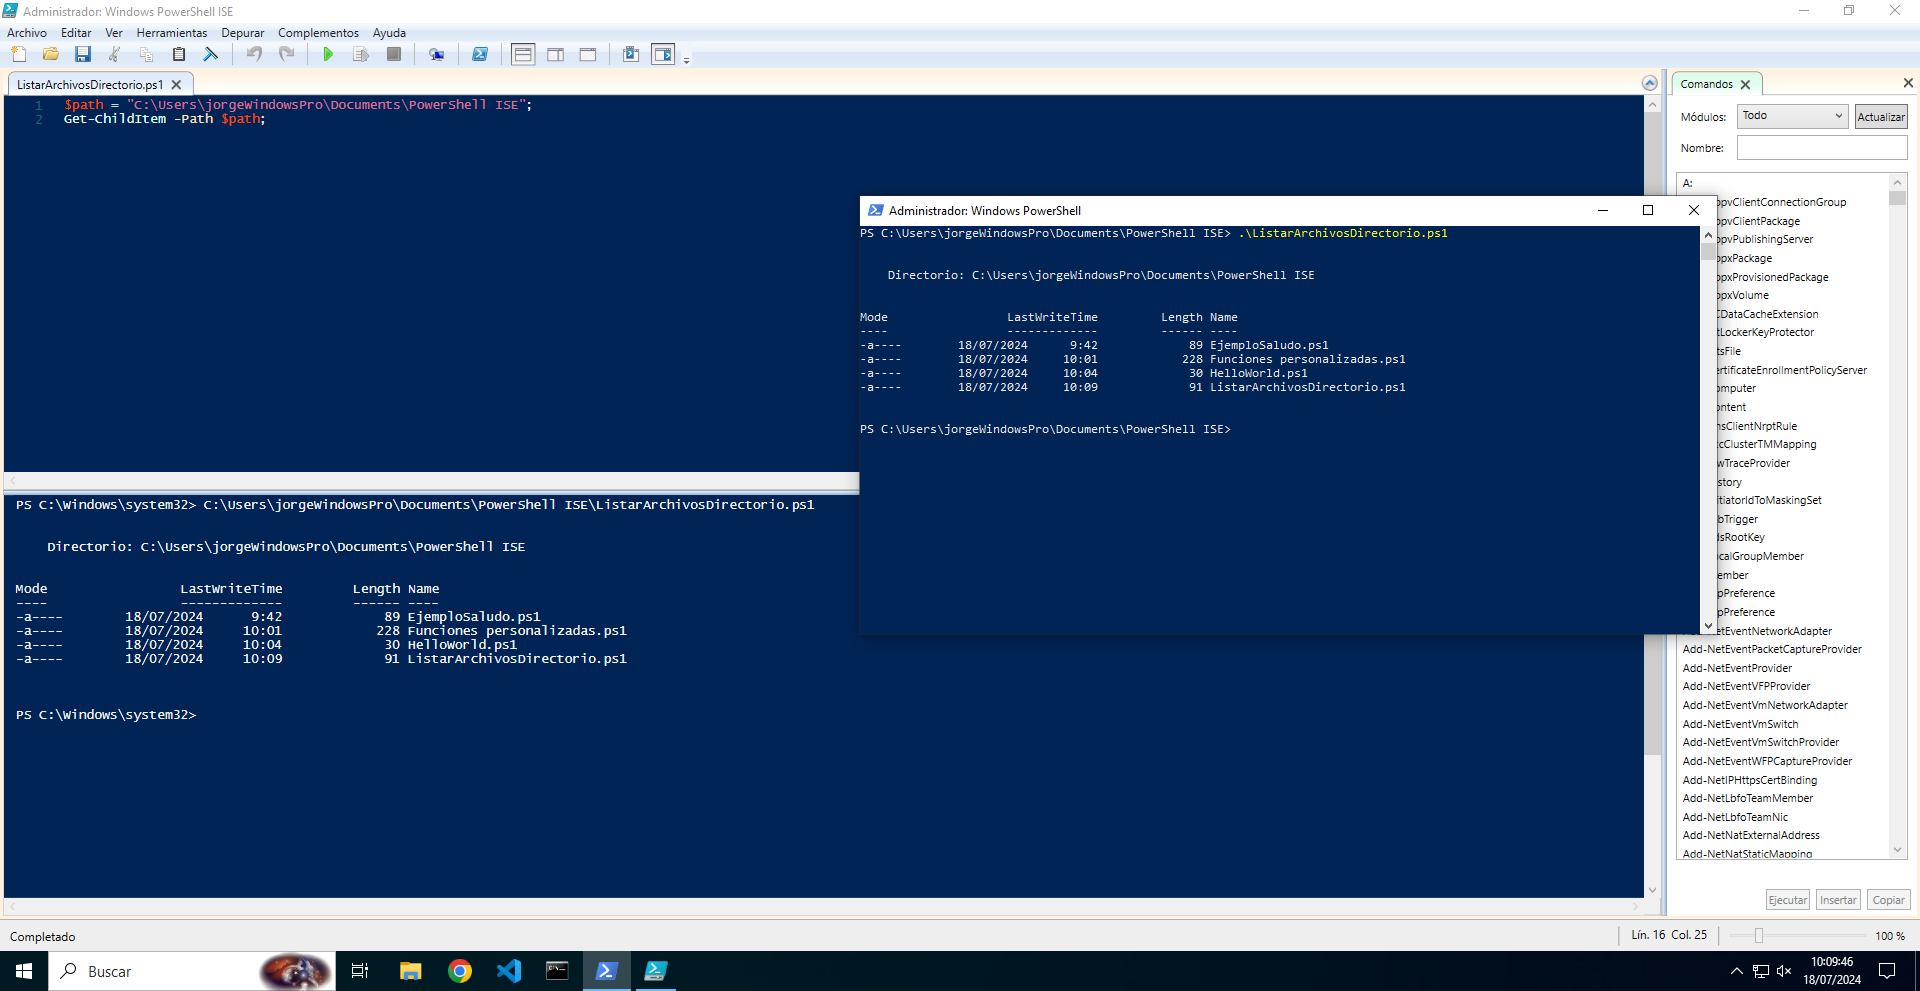 Administrador: Windows PowerShell ISE
Archivo Editar Ver Herramientas Depurar Complementos Ayuda
ListarArchivosDirectorio.ps1
1 $path = "C:\Users\jorgeWindowsPro\Documents\PowerShell ISE";
2 Get-ChildItem -Path $path;
PS C:\Windows\system32> C:\Users\jorgeWindowsPro\Documents\PowerShell ISE\ListarArchivosDirectorio.ps1
Directorio: C:\Users\jorgeWindowsPro\Documents\PowerShell ISE
Mode LastWriteTime Length Name
---- ------------- ------ ----
-a---- 18/07/2024 9:42 89 EjemploSaludo.ps1
-a---- 18/07/2024 10:01 228 Funciones personalizadas.ps1
-a---- 18/07/2024 10:04 30 HelloWorld.ps1
-a---- 18/07/2024 10:09 91 ListarArchivosDirectorio.ps1
PS C:\Windows\system32>
Administrador: Windows PowerShell
PS C:\Users\jorgeWindowsPro\Documents\PowerShell ISE> .\ListarArchivosDirectorio.ps1
Directorio: C:\Users\jorgeWindowsPro\Documents\PowerShell ISE
Mode LastWriteTime Length Name
---- ------------- ------ ----
-a---- 18/07/2024 9:42 89 EjemploSaludo.ps1
-a---- 18/07/2024 10:01 228 Funciones personalizadas.ps1
-a---- 18/07/2024 10:04 30 HelloWorld.ps1
-a---- 18/07/2024 10:09 91 ListarArchivosDirectorio.ps1
PS C:\Users\jorgeWindowsPro\Documents\PowerShell ISE>
Comandos
Módulos: Todo Actualizar
Nombre:
A:
ppvClientConnectionGroup
ppvClientPackage
ppvPublishingServer
ppxPackage
ppxProvisionedPackage
ppxVolume
CDataCacheExtension
tLockerKeyProtector
tsFile
ertificateEnrollmentPolicyServer
omputer
ontent
nsClientNrptRule
cClusterTMMapping
wTraceProvider
story
itiatorIdToMaskingSet
bTrigger
dsRootKey
ocalGroupMember
ember
pPreference
pPreference
etEventNetworkAdapter
Add-NetEventPacketCaptureProvider
Add-NetEventProvider
Add-NetEventVFPProvider
Add-NetEventVmNetworkAdapter
Add-NetEventVmSwitch
Add-NetEventVmSwitchProvider
Add-NetEventWFPCaptureProvider
Add-NetIPHttpsCertBinding
Add-NetLbfoTeamMember
Add-NetLbfoTeamNic
Add-NetNatExternalAddress
Add-NetNatStaticMapping
Ejecutar Insertar Copiar
Completado
Lín. 16 Col. 25 100 %
Buscar
10:09:46
18/07/2024